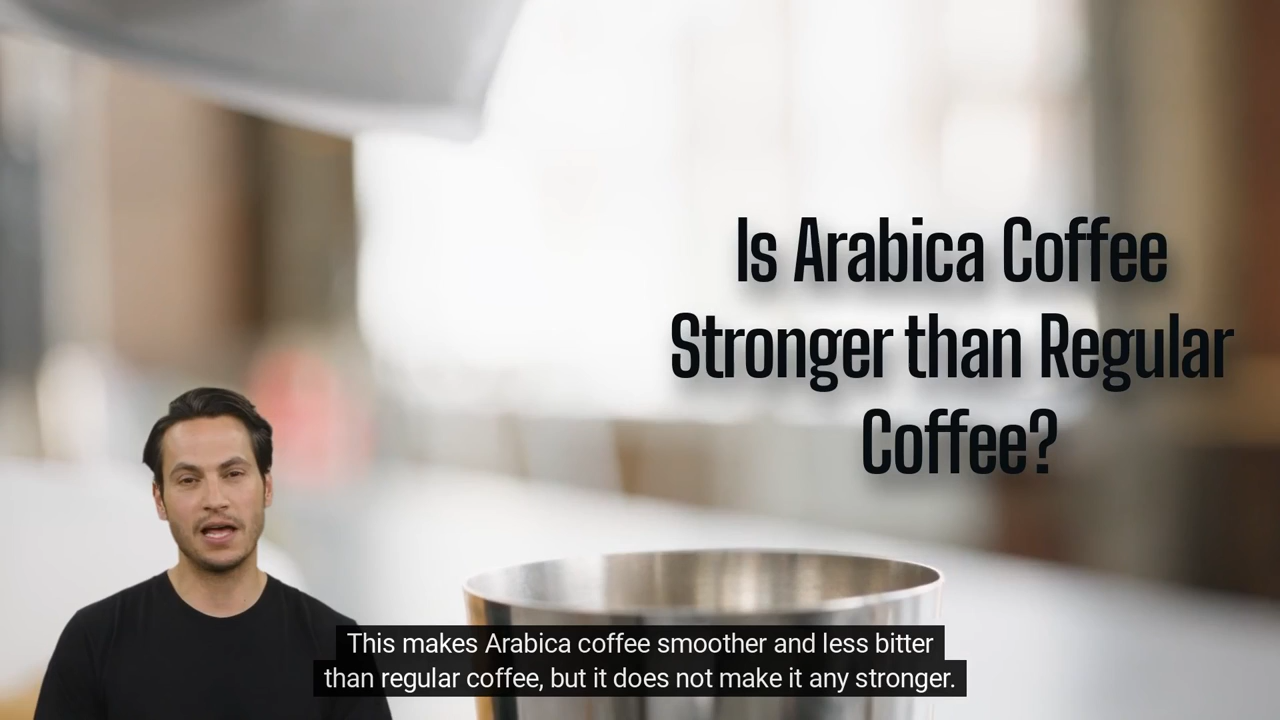 Is Arabica Coffee
Stronger than Regular
Coffee?
This makes Arabica coffee smoother and less bitter
than regular coffee, but it does not make it any stronger.